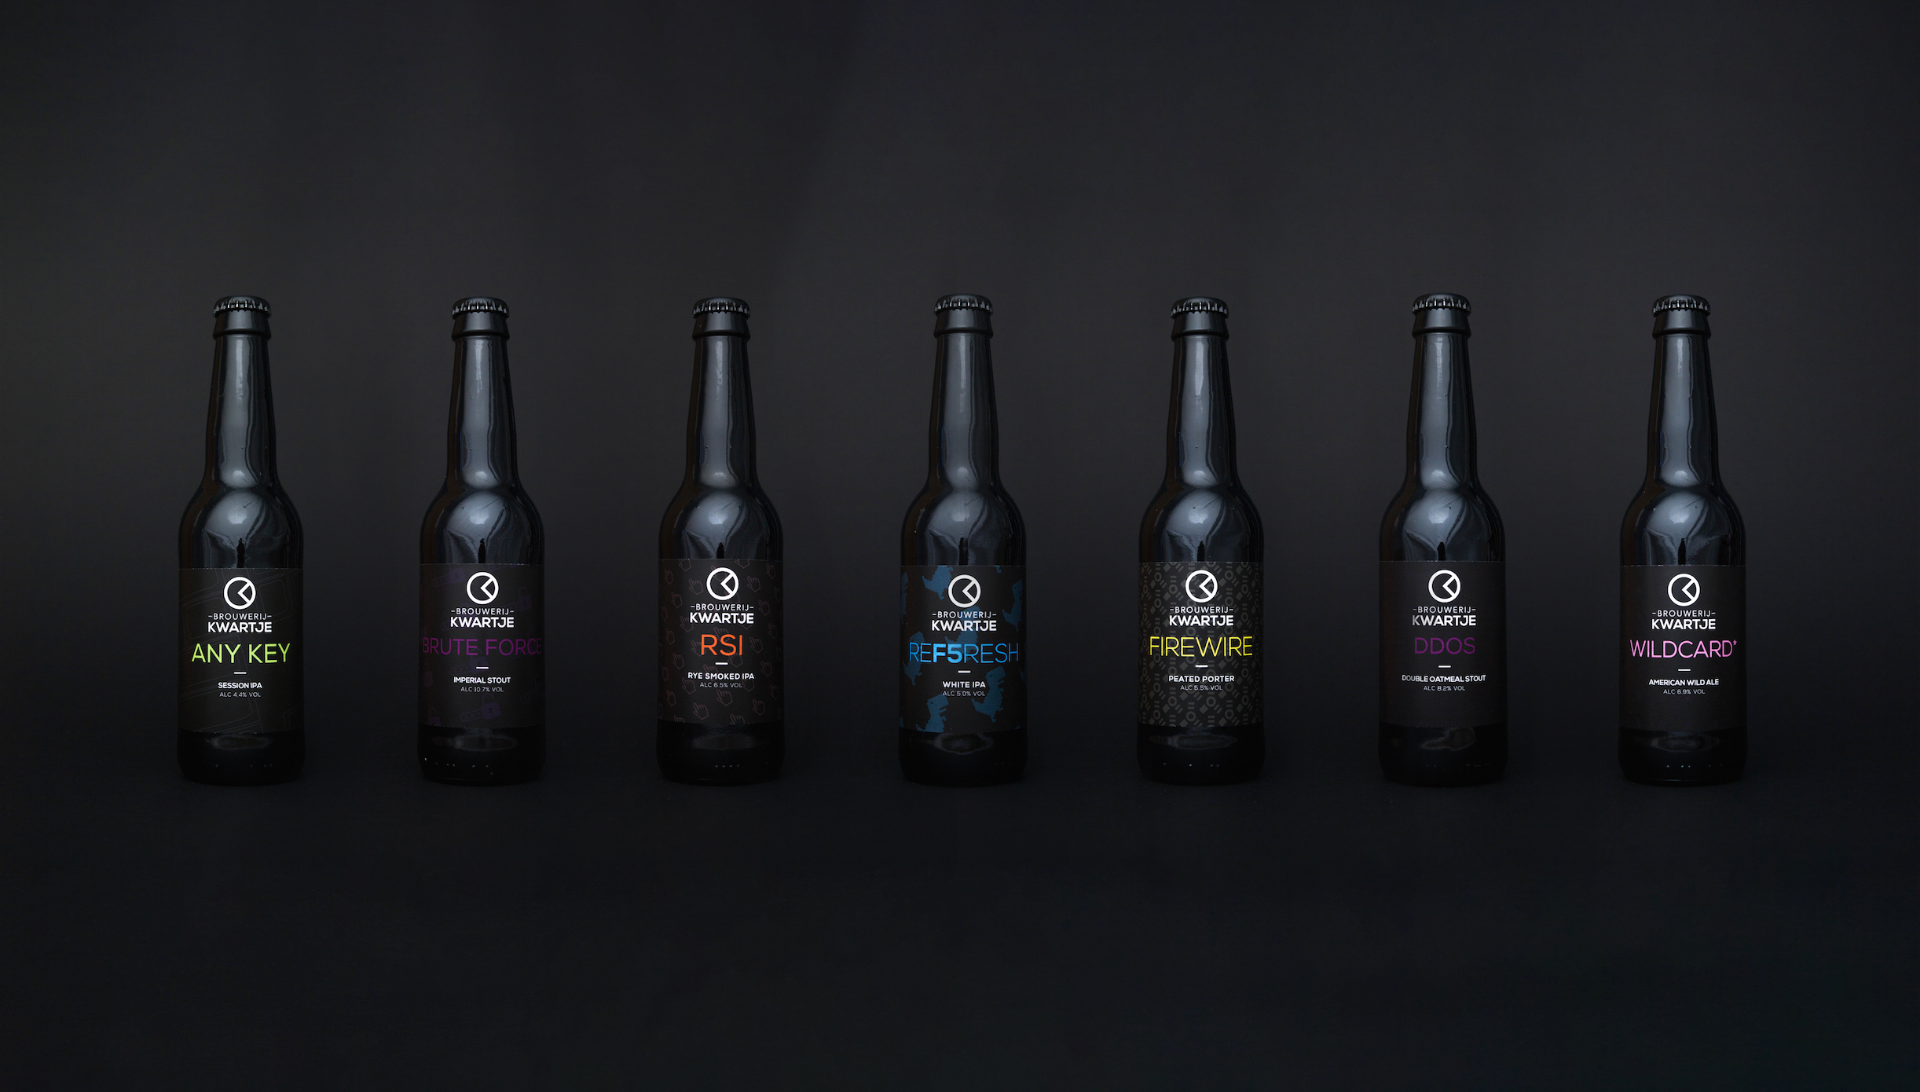 -BROUWERIJ-
KWARTJE
ANY KEY
SESSION IPA
ALC 4.4% VOL
-BROUWERIJ-
KWARTJE
BRUTE FORCE
IMPERIAL STOUT
ALC 10.7% VOL
-BROUWERIJ-
KWARTJE
RSI
RYE SMOKED IPA
ALC 6.5% VOL
-BROUWERIJ-
KWARTJE
REF5RESH
WHITE IPA
ALC 5.0% VOL
-BROUWERIJ-
KWARTJE
FIREWIRE
PEATED PORTER
ALC 5.5% VOL
-BROUWERIJ-
KWARTJE
DDOS
DOUBLE OATMEAL STOUT
ALC 8.2% VOL
-BROUWERIJ-
KWARTJE
WILDCARD*
AMERICAN WILD ALE
ALC 6.9% VOL